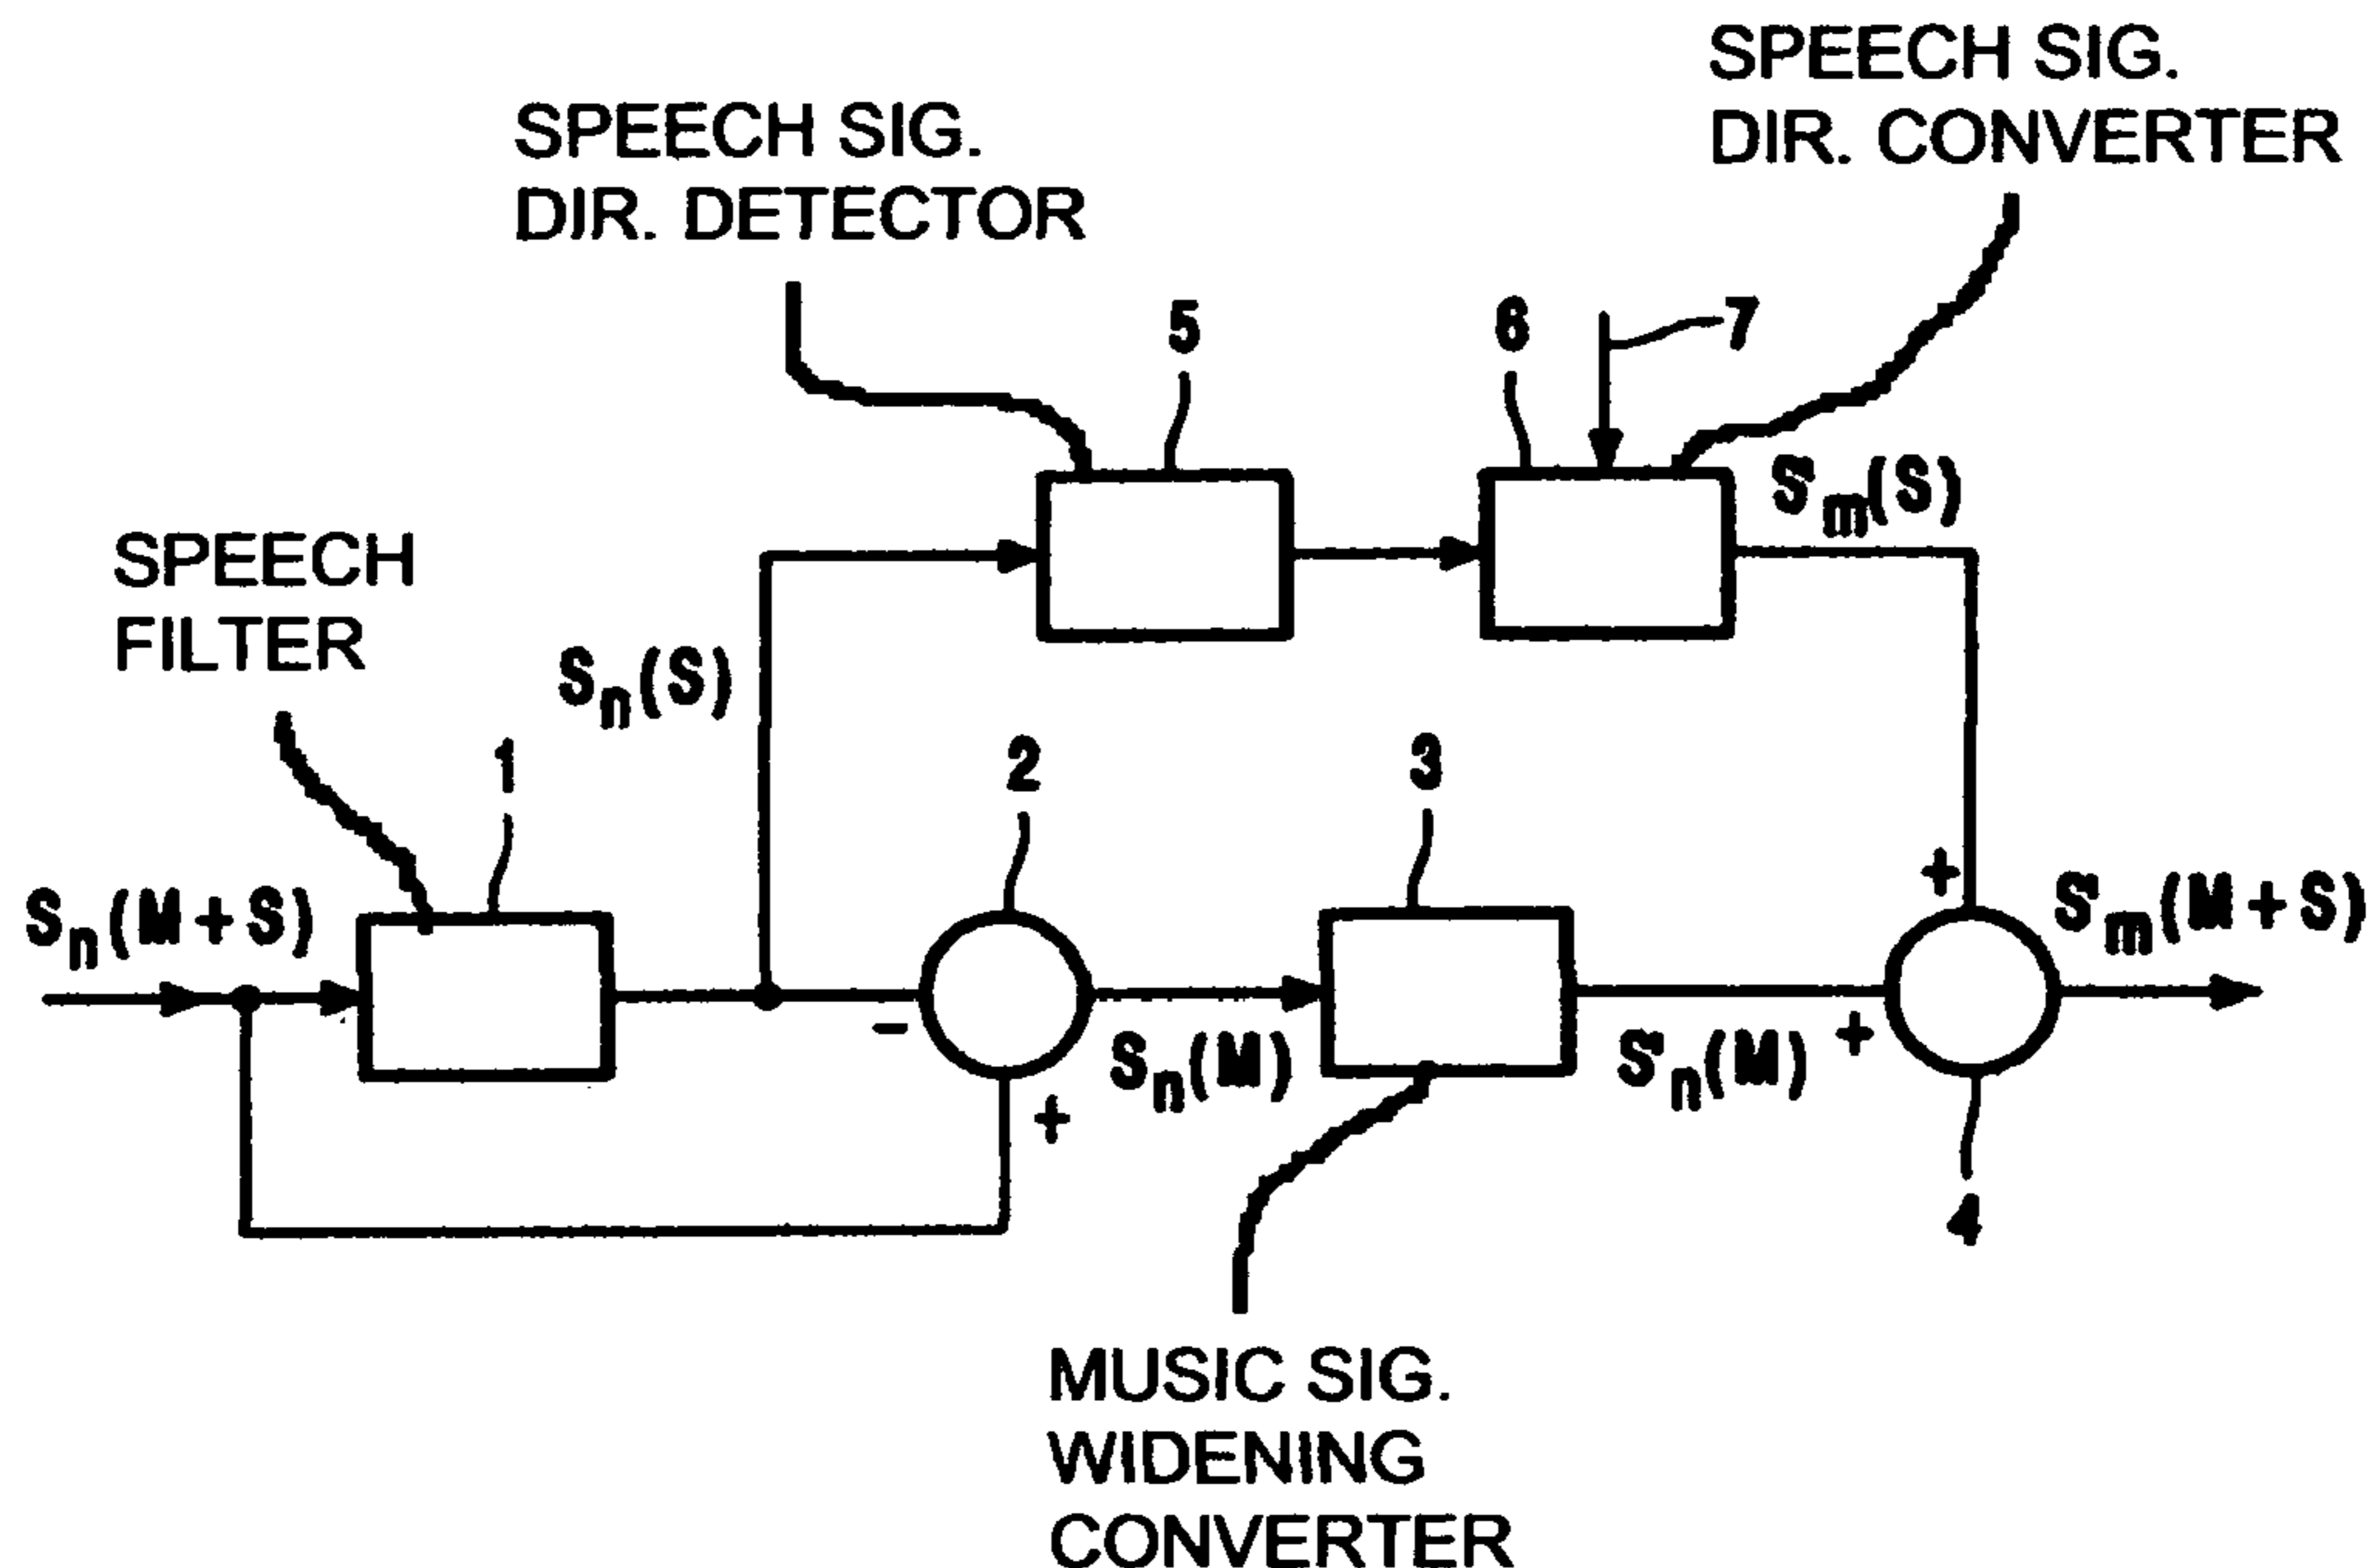 SPEECH SIG.
DIR. CONVERTER
SPEECH SIG.
DIR. DETECTOR
5
6
7
S'm(S)
SPEECH
FILTER
Sn(S)
1
2
3
Sn(M+S)
+
S'm(M+S)
-
Sn(M)
S'n(M)
+
+
4
MUSIC SIG.
WIDENING
CONVERTER